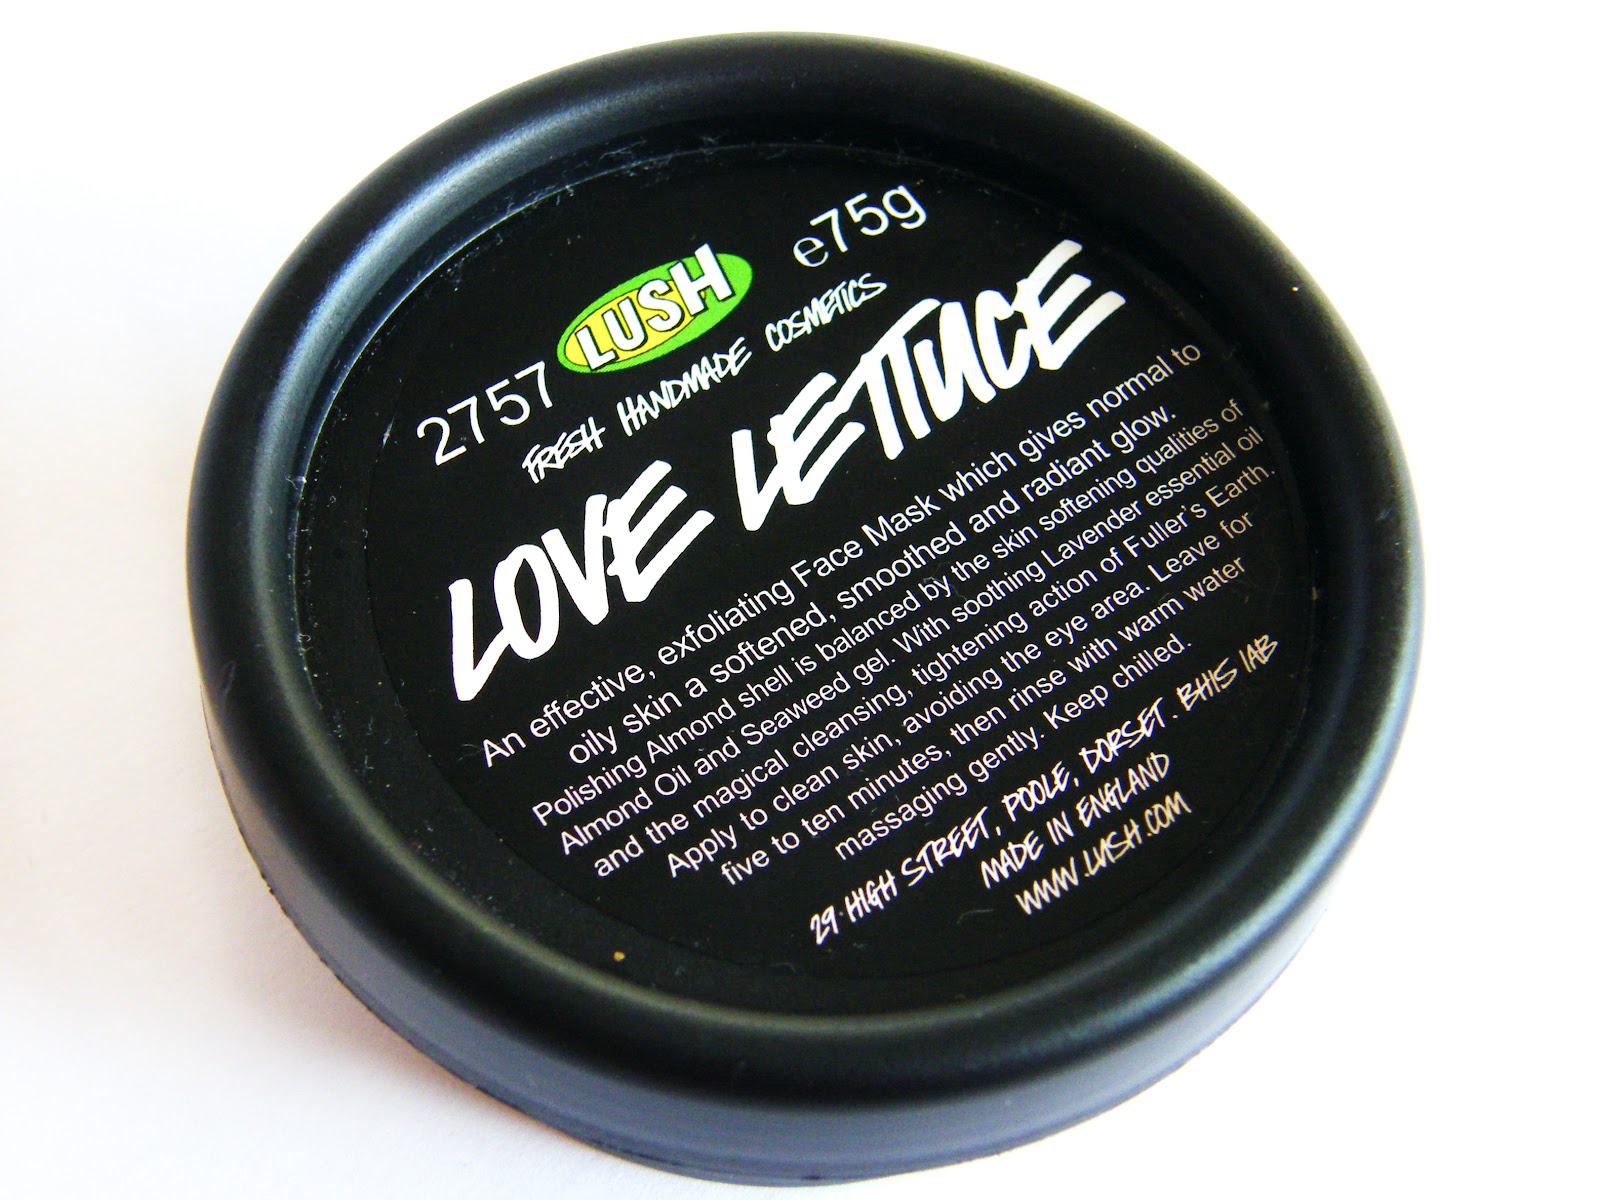 2757 LUSH e75g
FRESH HANDMADE COSMETICS
LOVE LETTUCE
An effective, exfoliating Face Mask which gives normal to
oily skin a softened, smoothed and radiant glow.
Polishing Almond shell is balanced by the skin softening qualities of
Almond Oil and Seaweed gel. With soothing Lavender essential oil
and the magical cleansing, tightening action of Fuller's Earth.
Apply to clean skin, avoiding the eye area. Leave for
five to ten minutes, then rinse with warm water
massaging gently. Keep chilled.
29 HIGH STREET, POOLE, DORSET. BH15 1AB
MADE IN ENGLAND
WWW.LUSH.COM